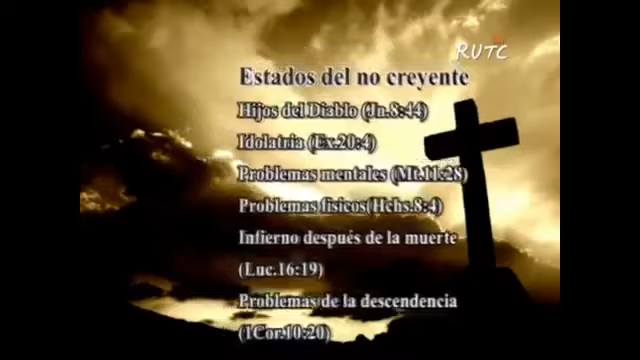 RUTC
Estados del no creyente
Hijos del Diablo (Jn.8:44)
Idolatria (Ex.20:4)
Problemas mentales (Mt.11:28)
Problemas fisicos(Hchs.8:4)
Infierno después de la muerte
(Luc.16:19)
Problemas de la descendencia
(1Cor.10:20)